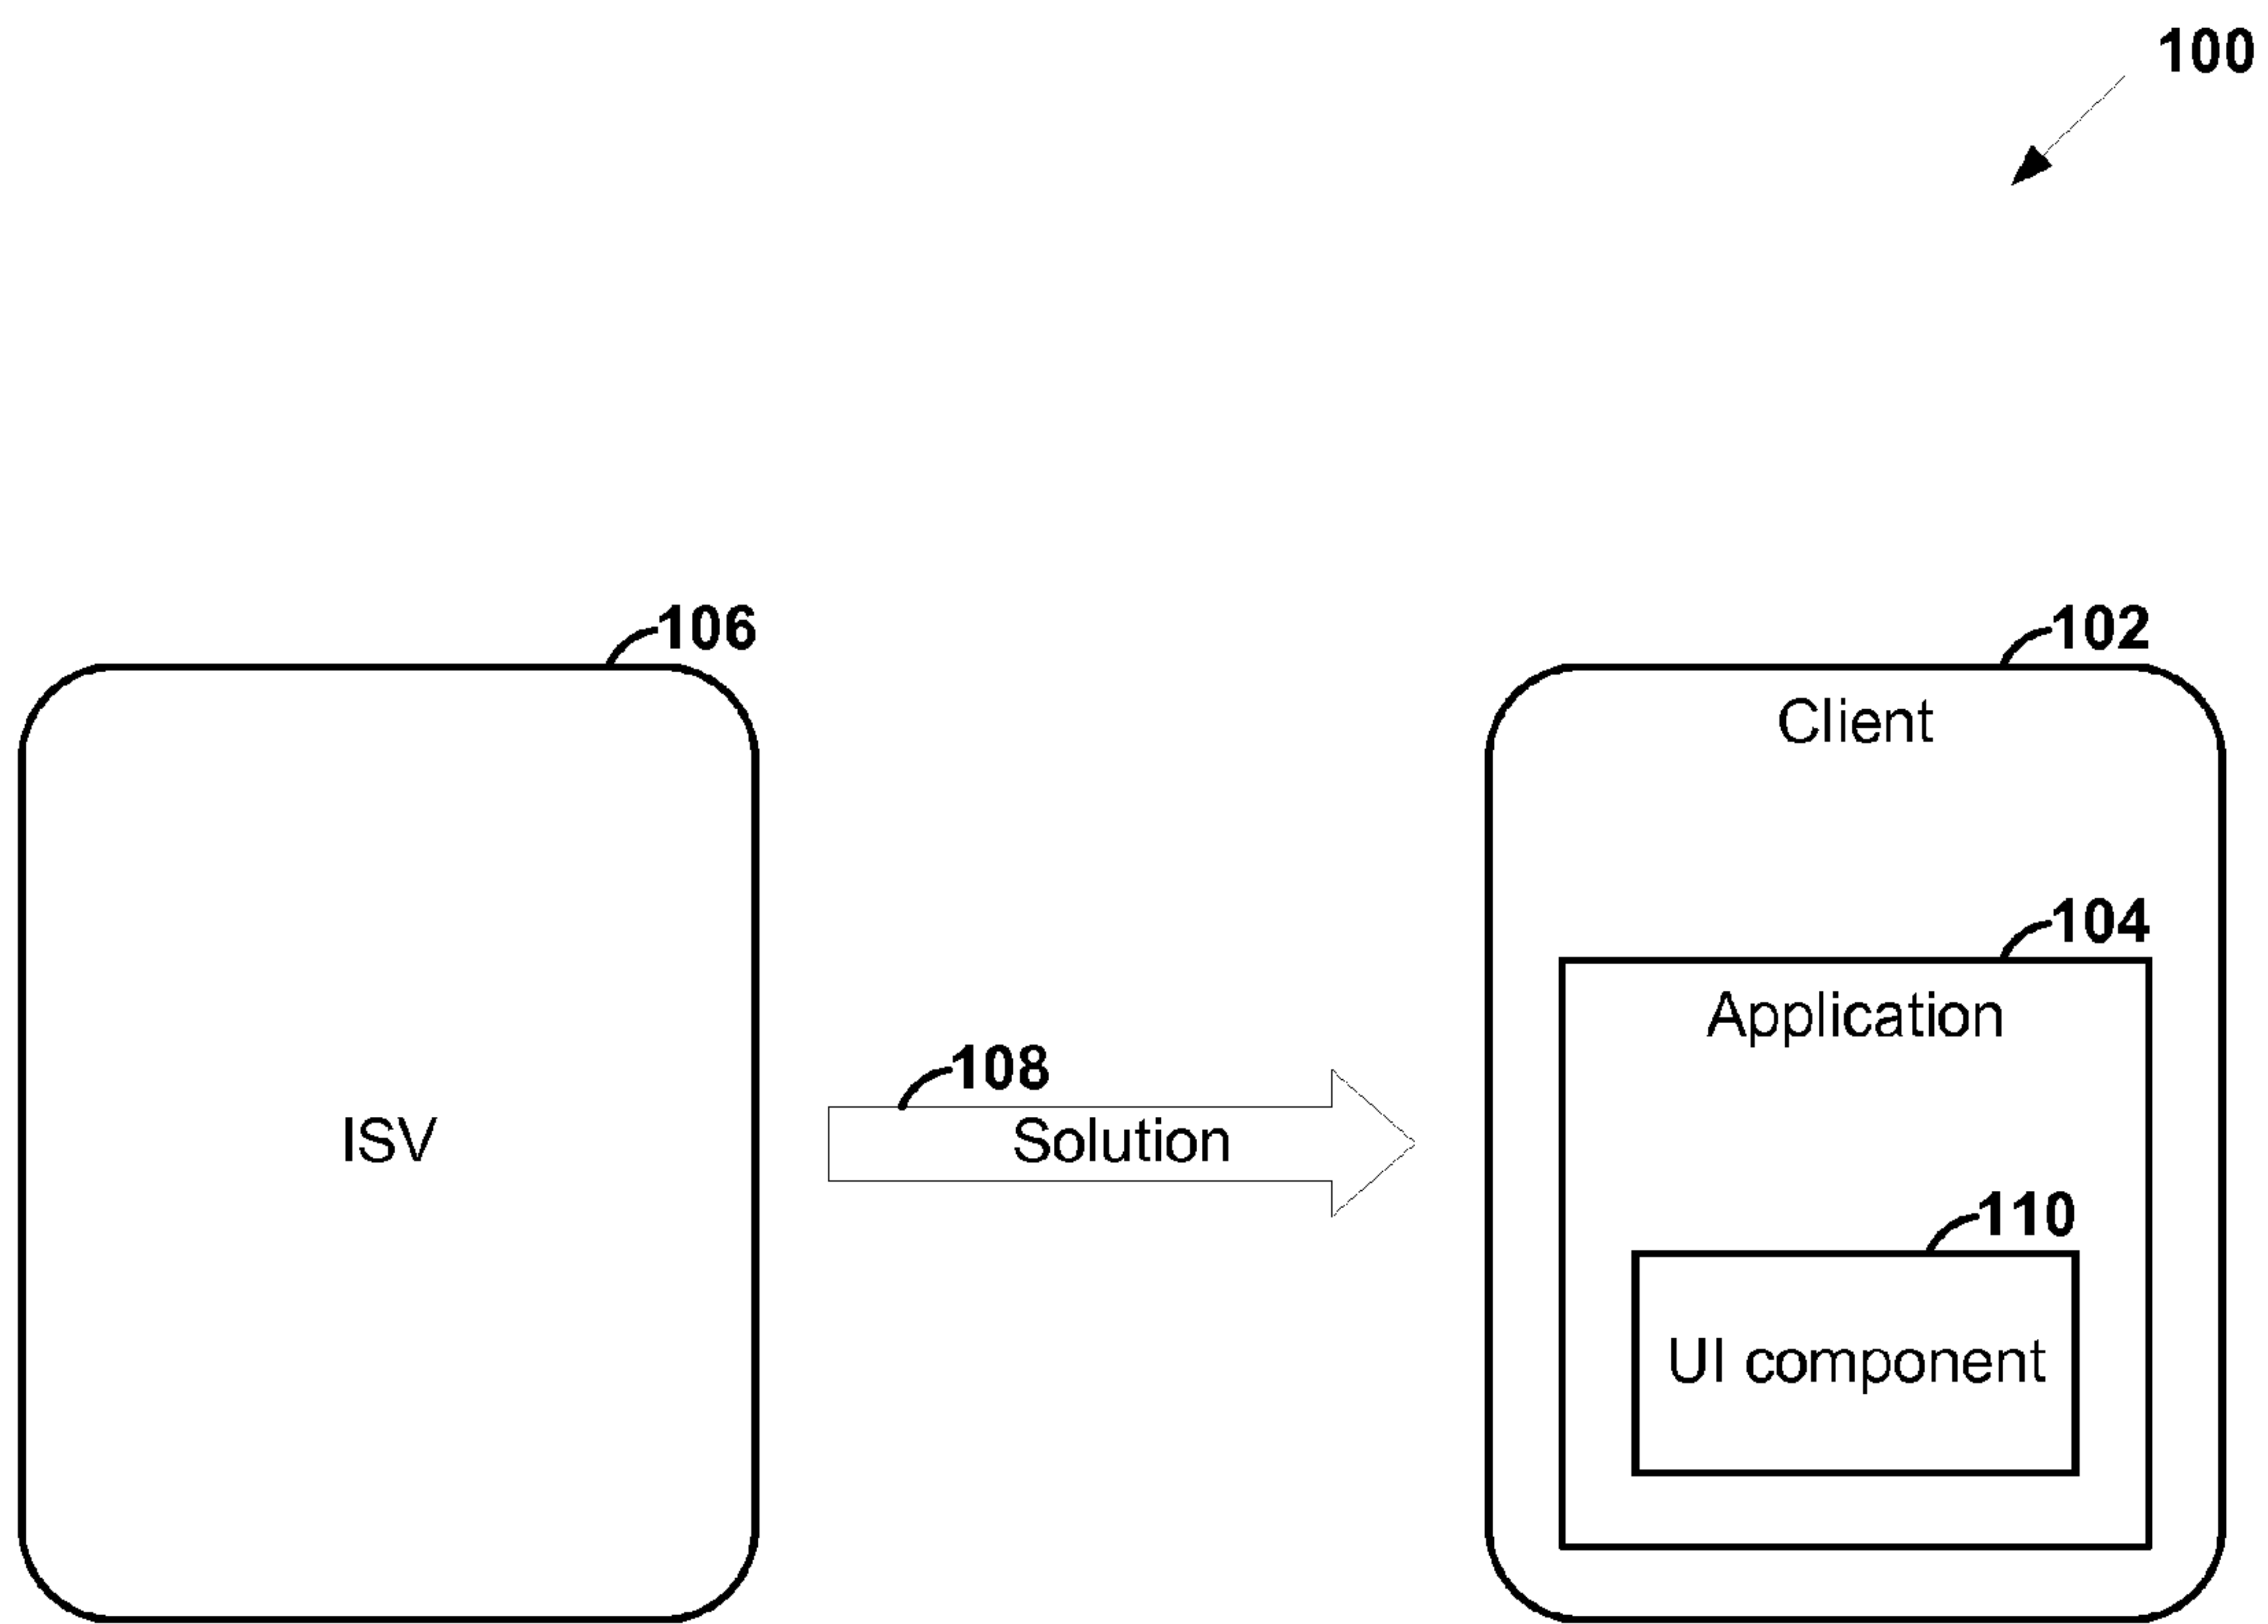 100
106
102
Client
104
Application
108
ISV
Solution
110
UI component